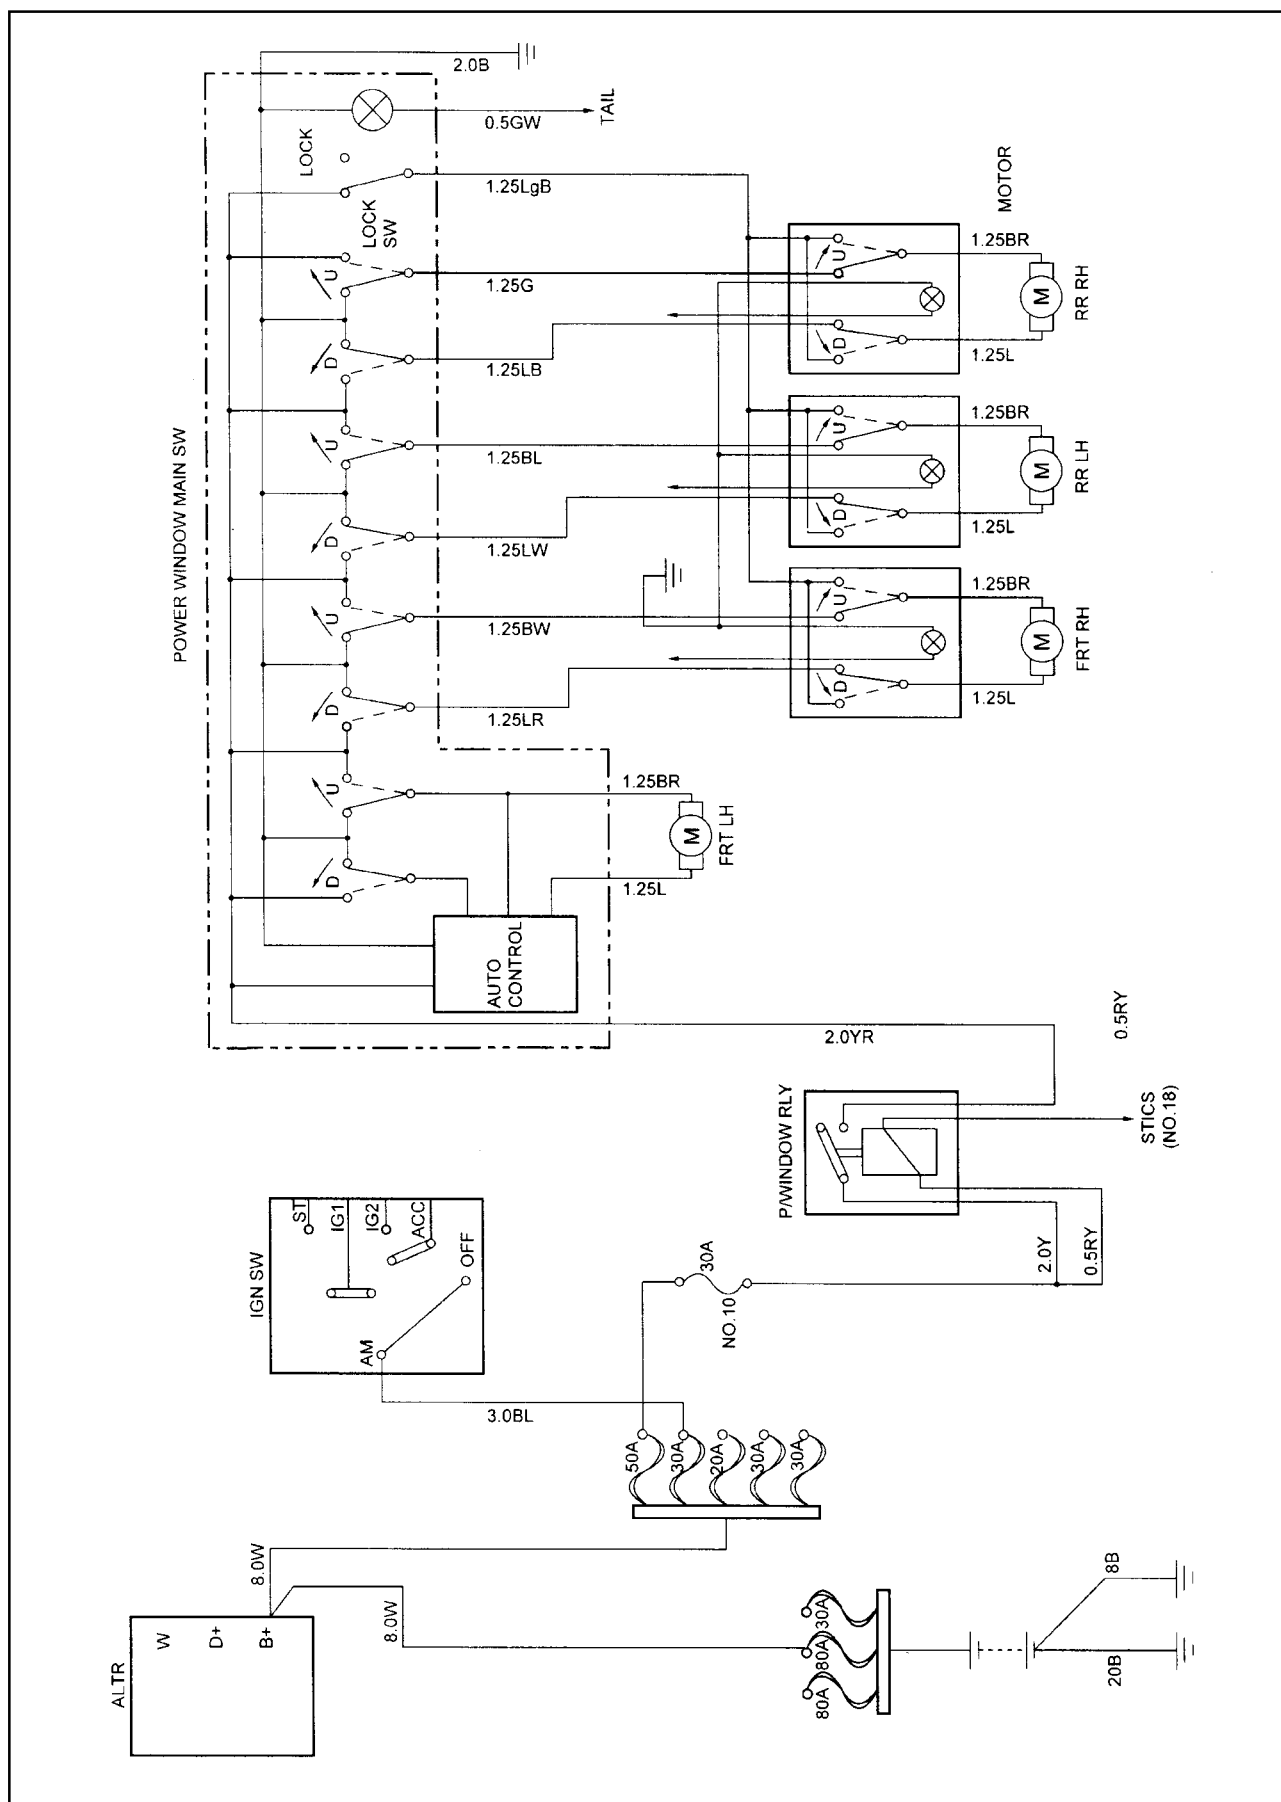 ALTR
W
D+
B+
8.0W
8.0W
80A
80A
30A
20B
8B
IGN SW
ST
IG1
IG2
ACC
OFF
AM
3.0BL
50A
30A
20A
30A
30A
30A
NO.10
2.0Y
0.5RY
P/WINDOW RLY
STICS
(NO.18)
0.5RY
2.0YR
POWER WINDOW MAIN SW
AUTO
CONTROL
D
U
D
U
D
U
D
U
LOCK
SW
LOCK
2.0B
0.5GW
TAIL
1.25L
1.25BR
M
FRT LH
1.25LR
1.25BW
1.25LW
1.25BL
1.25LB
1.25G
1.25LgB
D
U
1.25L
1.25BR
M
FRT RH
D
U
1.25L
1.25BR
M
RR LH
D
U
1.25L
1.25BR
M
RR RH
MOTOR